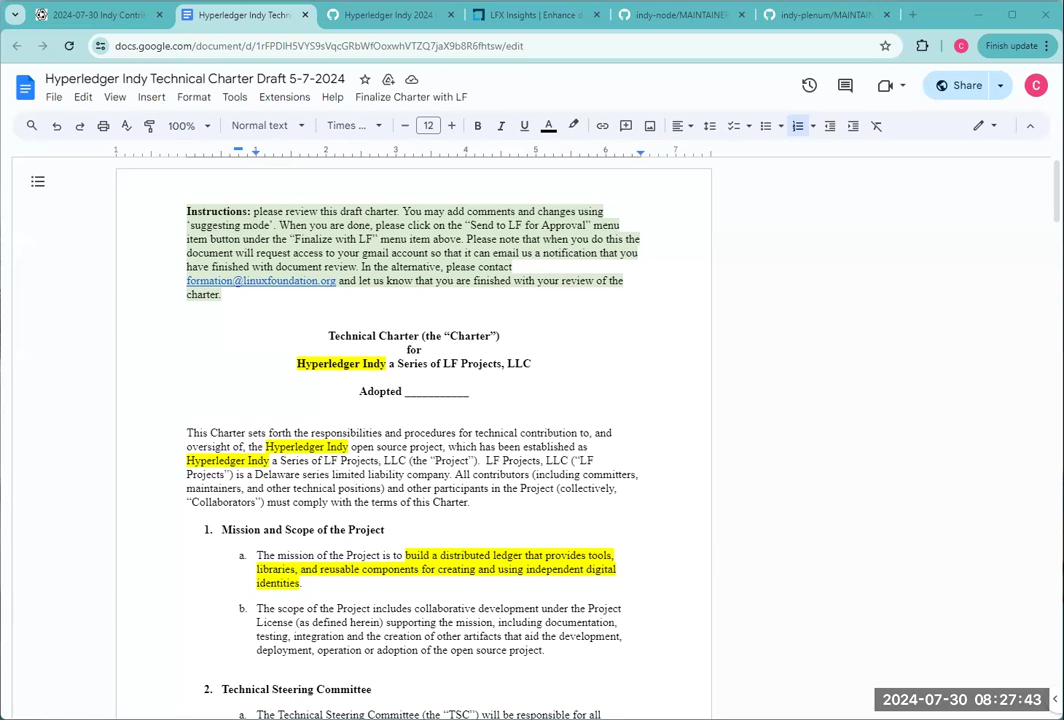 2024-07-30 Indy Contrib
Hyperledger Indy Techn
Hyperledger Indy 2024
LFX Insights | Enhance d
indy-node/MAINTAINER
indy-plenum/MAINTAIN
docs.google.com/document/d/1rFPDIH5VYS9sVqcGRbWfOoxwhVTZQ7jaX9b8R6fhtsw/edit
C
Finish update
Hyperledger Indy Technical Charter Draft 5-7-2024
File Edit View Insert Format Tools Extensions Help Finalize Charter with LF
Share
C
100% Normal text Times ... 12 B I U A
1 1 2 3 4 5 6 7
Instructions: please review this draft charter. You may add comments and changes using
‘suggesting mode’. When you are done, please click on the “Send to LF for Approval” menu
item button under the “Finalize with LF” menu item above. Please note that when you do this the
document will request access to your gmail account so that it can email us a notification that you
have finished with document review. In the alternative, please contact
formation@linuxfoundation.org and let us know that you are finished with your review of the
charter.
Technical Charter (the “Charter”)
for
Hyperledger Indy a Series of LF Projects, LLC
Adopted ___________
This Charter sets forth the responsibilities and procedures for technical contribution to, and
oversight of, the Hyperledger Indy open source project, which has been established as
Hyperledger Indy a Series of LF Projects, LLC (the “Project”). LF Projects, LLC (“LF
Projects”) is a Delaware series limited liability company. All contributors (including committers,
maintainers, and other technical positions) and other participants in the Project (collectively,
“Collaborators”) must comply with the terms of this Charter.
1. Mission and Scope of the Project
a. The mission of the Project is to build a distributed ledger that provides tools,
libraries, and reusable components for creating and using independent digital
identities.
b. The scope of the Project includes collaborative development under the Project
License (as defined herein) supporting the mission, including documentation,
testing, integration and the creation of other artifacts that aid the development,
deployment, operation or adoption of the open source project.
2. Technical Steering Committee
a. The Technical Steering Committee (the “TSC”) will be responsible for all
2024-07-30 08:27:43